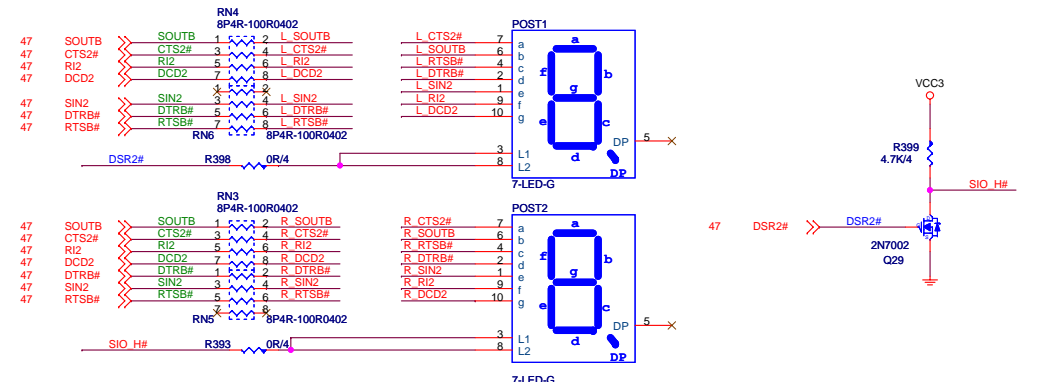 RN4
8P4R-100R0402
47 SOUTB SOUTB 1 2 L_SOUTB
47 CTS2# CTS2# 3 4 L_CTS2#
47 RI2 RI2 5 6 L_RI2
47 DCD2 DCD2 7 8 L_DCD2
1 2
47 SIN2 SIN2 3 4 L_SIN2
47 DTRB# DTRB# 5 6 L_DTRB#
47 RTSB# RTSB# 7 8 L_RTSB#
RN6 8P4R-100R0402
DSR2# R398 0R/4
POST1
L_CTS2# 7 a
L_SOUTB 6 b
L_RTSB# 4 c
L_DTRB# 2 d
L_SIN2 1 e
L_RI2 9 f
L_DCD2 10 g
3 L1
8 L2
a
f b
g
e c
d
DP 5
DP
7-LED-G
RN3
8P4R-100R0402
47 SOUTB SOUTB 1 2 R_SOUTB
47 CTS2# CTS2# 3 4 R_CTS2#
47 RI2 RI2 5 6 R_RI2
47 DCD2 DCD2 7 8 R_DCD2
47 DTRB# DTRB# 1 2 R_DTRB#
47 SIN2 SIN2 3 4 R_SIN2
47 RTSB# RTSB# 5 6 R_RTSB#
7 8
RN5 8P4R-100R0402
SIO_H# R393 0R/4
POST2
R_CTS2# 7 a
R_SOUTB 6 b
R_RTSB# 4 c
R_DTRB# 2 d
R_SIN2 1 e
R_RI2 9 f
R_DCD2 10 g
3 L1
8 L2
a
f b
g
e c
d
DP 5
DP
7-LED-G
VCC3
R399
4.7K/4
SIO_H#
47 DSR2# DSR2#
2N7002
Q29